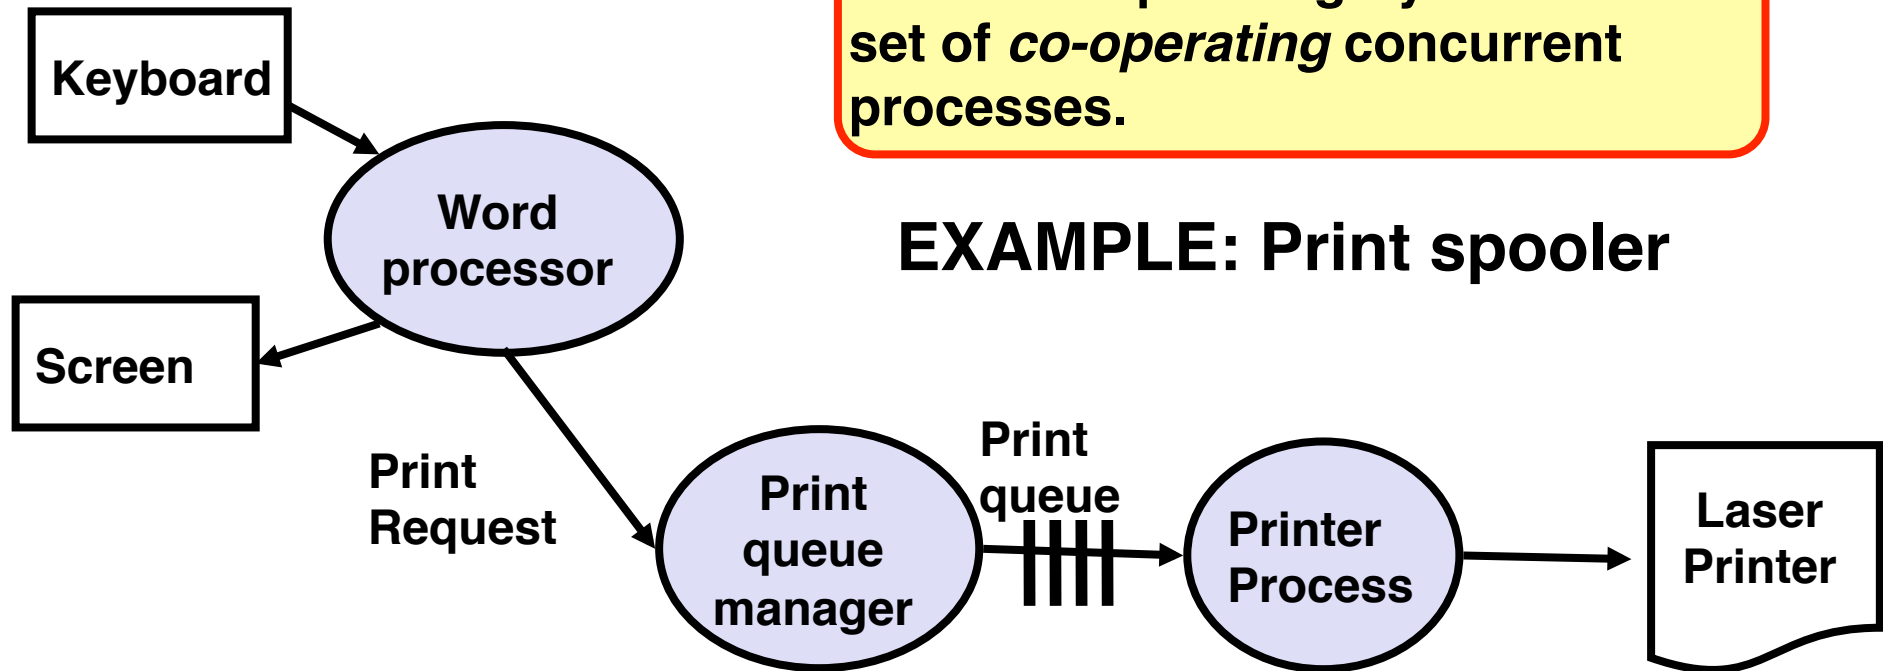 set of co-operating concurrent
processes.
Keyboard
Word
processor
EXAMPLE: Print spooler
Screen
Print
Request
Print
queue
manager
Print
queue
Printer
Process
Laser
Printer